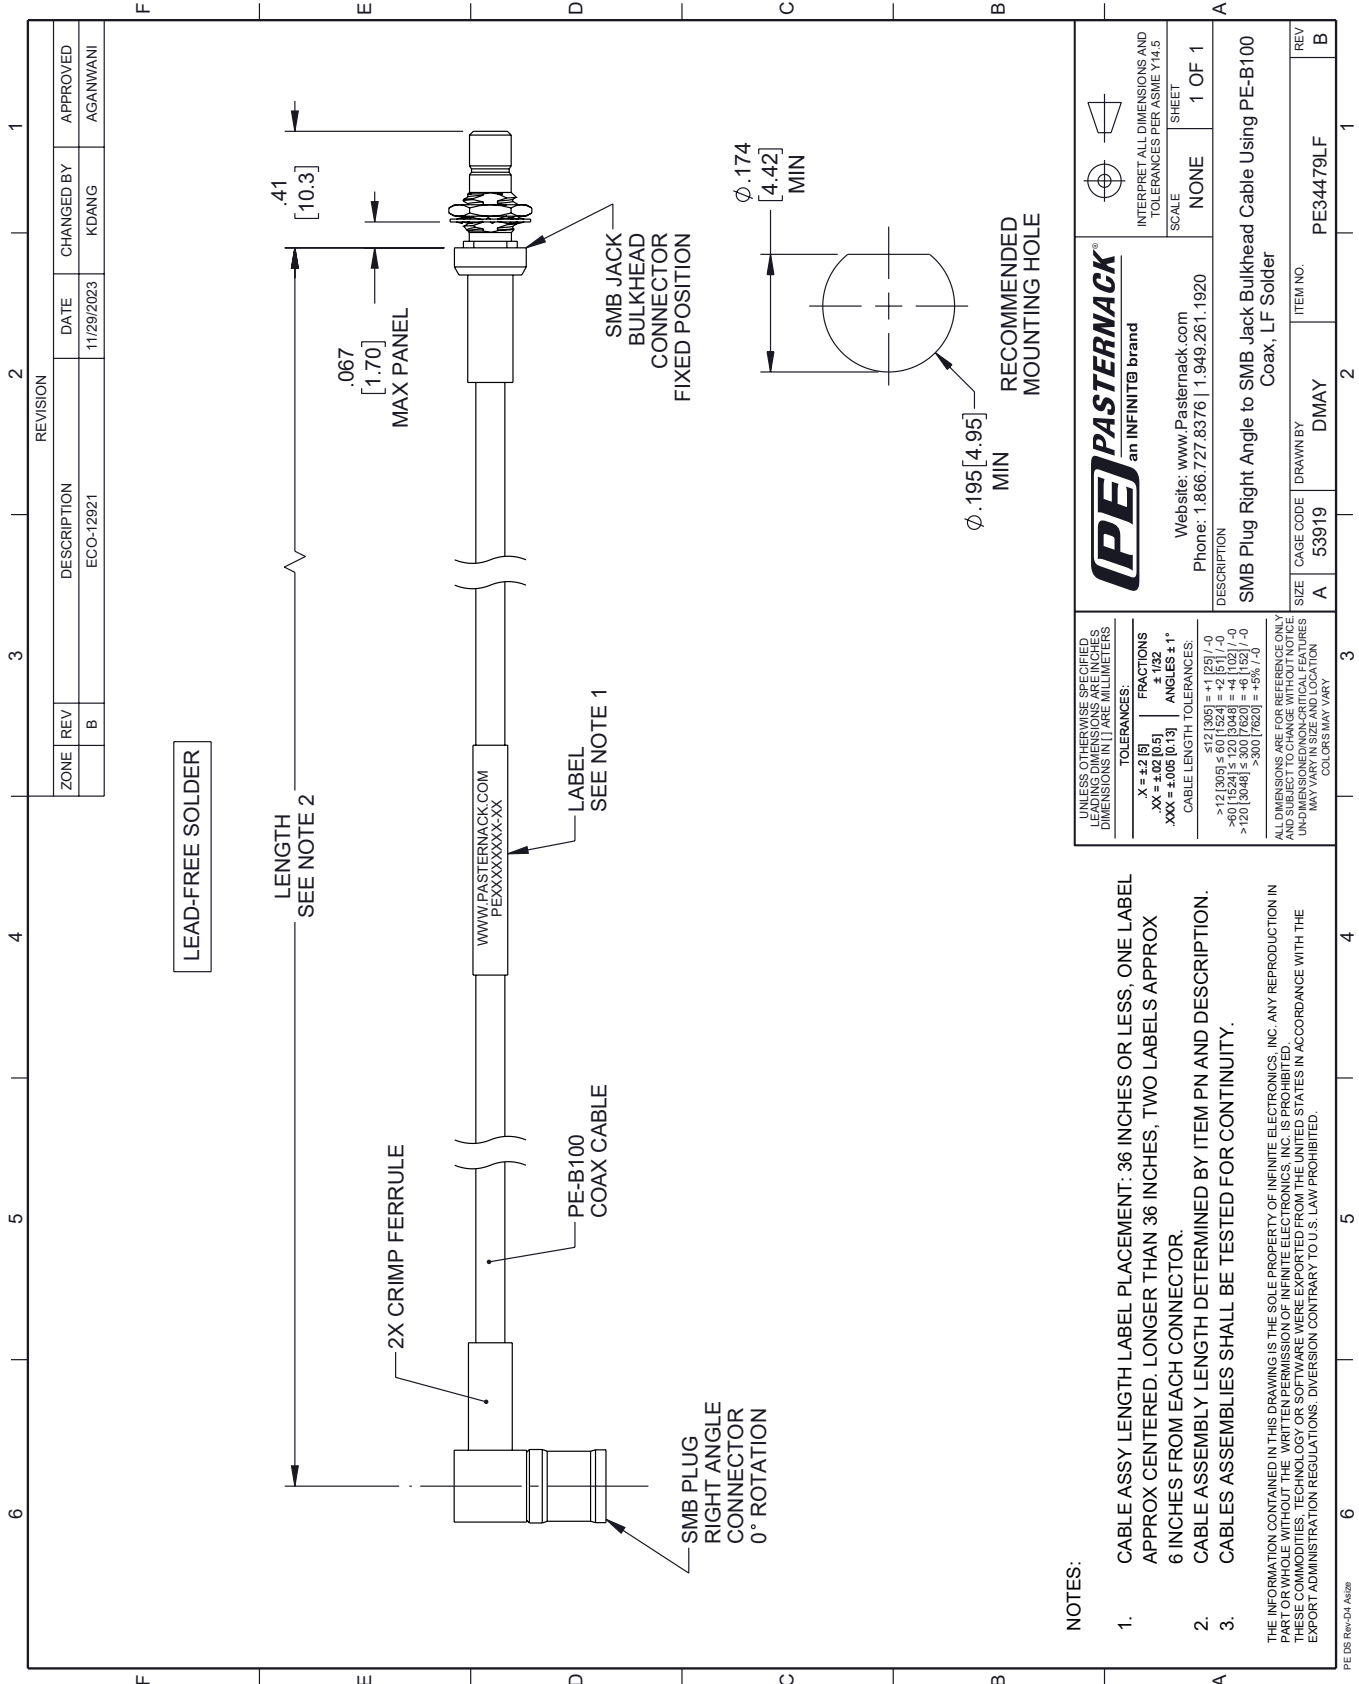 REVISION
ZONE REV DESCRIPTION DATE CHANGED BY APPROVED
B ECO-12921 11/29/2023 KDANG AGANWANI
6 5 4 3 2 1
F
E
D
C
B
A
LEAD-FREE SOLDER
LENGTH
SEE NOTE 2
.41
[10.3]
.067
[1.70]
MAX PANEL
2X CRIMP FERRULE
WWW.PASTERNACK.COM
PEXXXXXXXX-XX
PE-B100
COAX CABLE
LABEL
SEE NOTE 1
SMB JACK
BULKHEAD
CONNECTOR
FIXED POSITION
SMB PLUG
RIGHT ANGLE
CONNECTOR
0° ROTATION
Ø.174
[4.42]
MIN
Ø.195[4.95]
MIN
RECOMMENDED
MOUNTING HOLE
NOTES:
1. CABLE ASSY LENGTH LABEL PLACEMENT: 36 INCHES OR LESS, ONE LABEL
APPROX CENTERED. LONGER THAN 36 INCHES, TWO LABELS APPROX
6 INCHES FROM EACH CONNECTOR.
2. CABLE ASSEMBLY LENGTH DETERMINED BY ITEM PN AND DESCRIPTION.
3. CABLES ASSEMBLIES SHALL BE TESTED FOR CONTINUITY.
THE INFORMATION CONTAINED IN THIS DRAWING IS THE SOLE PROPERTY OF INFINITE ELECTRONICS, INC. ANY REPRODUCTION IN
PART OR WHOLE WITHOUT THE WRITTEN PERMISSION OF INFINITE ELECTRONICS, INC. IS PROHIBITED.
THESE COMMODITIES, TECHNOLOGY OR SOFTWARE WERE EXPORTED FROM THE UNITED STATES IN ACCORDANCE WITH THE
EXPORT ADMINISTRATION REGULATIONS. DIVERSION CONTRARY TO U.S. LAW PROHIBITED.
UNLESS OTHERWISE SPECIFIED
LEADING DIMENSIONS ARE INCHES
DIMENSIONS IN [ ] ARE MILLIMETERS
TOLERANCES:
.X = ±.2 [5]
.XX = ±.02 [0.5]
.XXX = ±.005 [0.13]
FRACTIONS
± 1/32
ANGLES ± 1°
CABLE LENGTH TOLERANCES:
≤12 [305] = +1 [25] / -0
>12 [305] ≤ 60 [1524] = +2 [51] / -0
>60 [1524] ≤ 120 [3048] = +4 [102] / -0
>120 [3048] ≤ 300 [7620] = +6 [152] / -0
>300 [7620] = +5% / -0
ALL DIMENSIONS ARE FOR REFERENCE ONLY
AND SUBJECT TO CHANGE WITHOUT NOTICE.
UN-DIMENSIONED/NON-CRITICAL FEATURES
MAY VARY IN SIZE AND LOCATION
COLORS MAY VARY
PE PASTERNACK®
an INFINIT® brand
Website: www.Pasternack.com
Phone: 1.866.727.8376 | 1.949.261.1920
INTERPRET ALL DIMENSIONS AND
TOLERANCES PER ASME Y14.5
SCALE
NONE
SHEET
1 OF 1
DESCRIPTION
SMB Plug Right Angle to SMB Jack Bulkhead Cable Using PE-B100
Coax, LF Solder
SIZE
A
CAGE CODE
53919
DRAWN BY
DMAY
ITEM NO.
PE34479LF
REV
B
F
E
D
C
B
A
6 5 4 3 2 1
PE DS Rev-D4 Asize